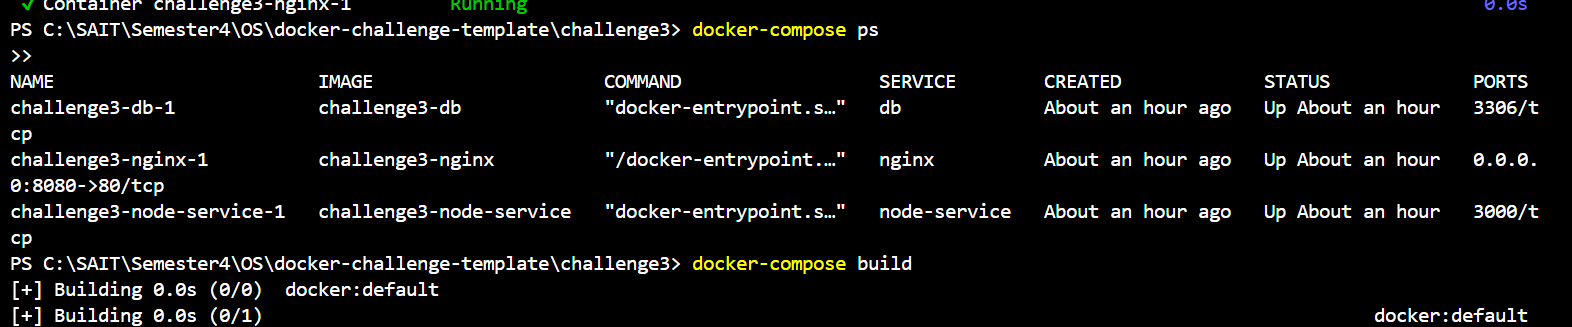 ✓ Container challenge3-nginx-1 Running 0.0s
PS C:\SAIT\Semester4\OS\docker-challenge-template\challenge3> docker-compose ps
>>
NAME IMAGE COMMAND SERVICE CREATED STATUS PORTS
challenge3-db-1 challenge3-db "docker-entrypoint.s…" db About an hour ago Up About an hour 3306/t
cp
challenge3-nginx-1 challenge3-nginx "/docker-entrypoint.…" nginx About an hour ago Up About an hour 0.0.0.
0:8080->80/tcp
challenge3-node-service-1 challenge3-node-service "docker-entrypoint.s…" node-service About an hour ago Up About an hour 3000/t
cp
PS C:\SAIT\Semester4\OS\docker-challenge-template\challenge3> docker-compose build
[+] Building 0.0s (0/0) docker:default
[+] Building 0.0s (0/1) docker:default